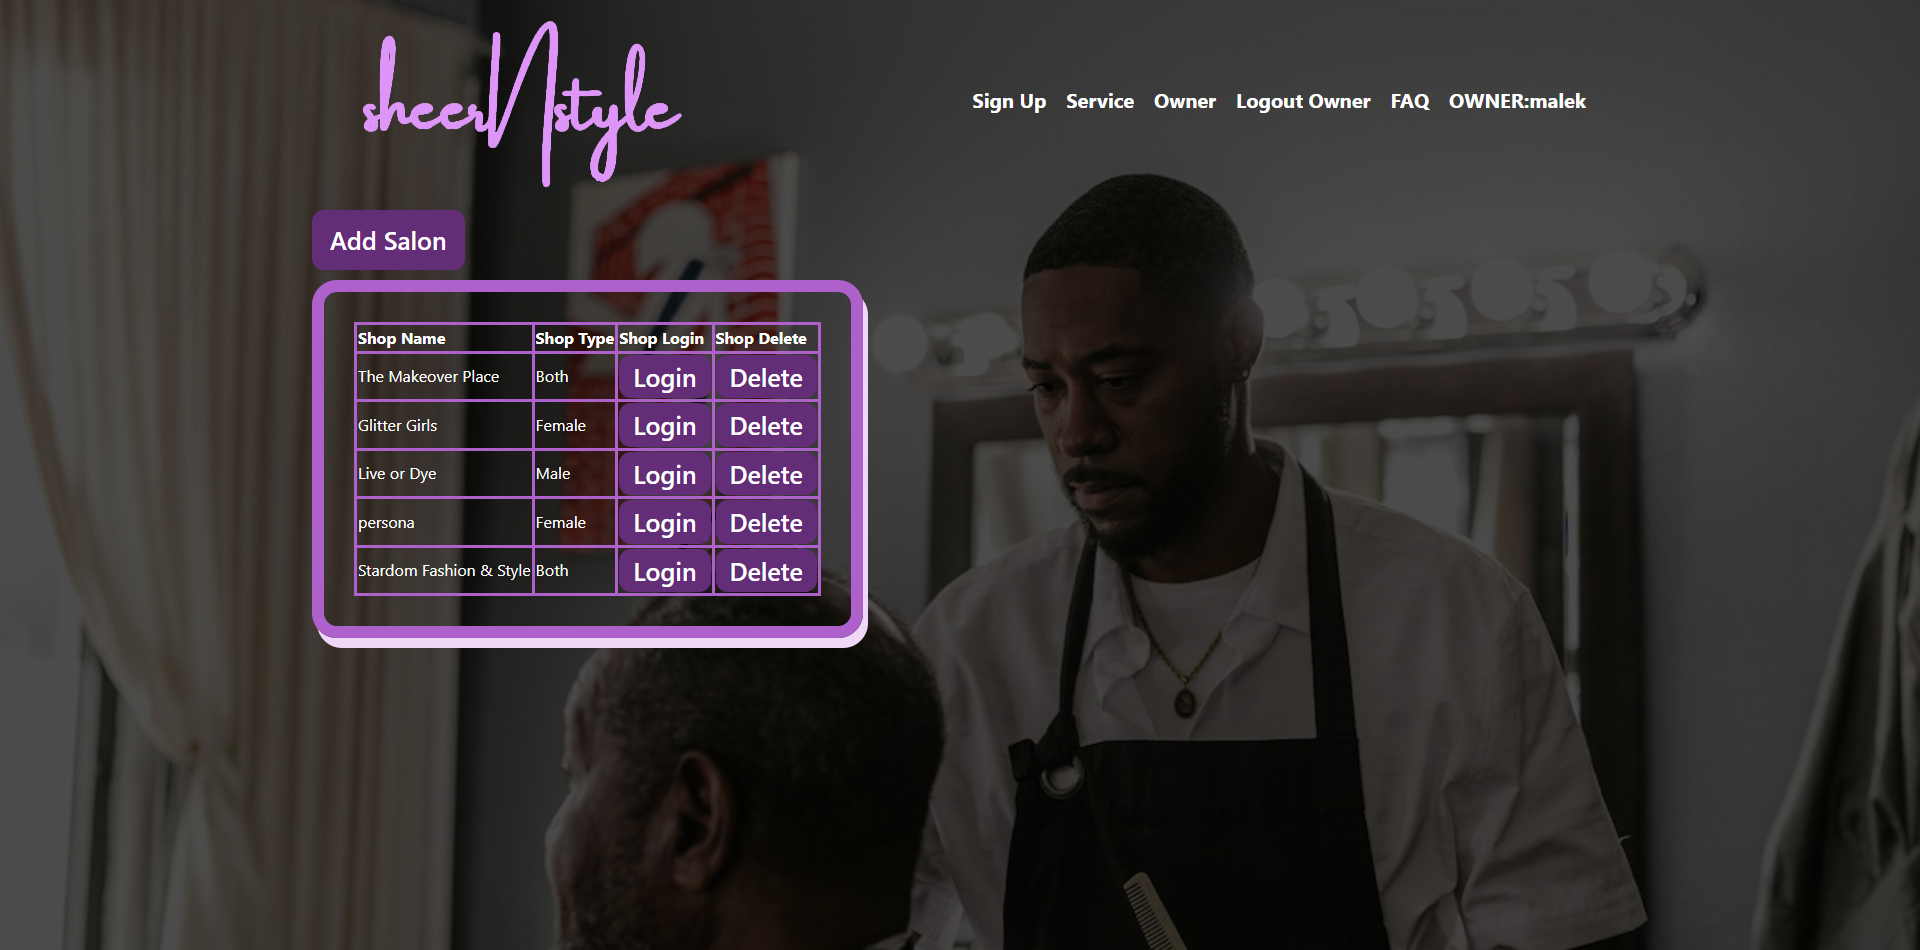 sheerNstyle
Sign Up Service Owner Logout Owner FAQ OWNER:malek
Add Salon
Shop Name Shop Type Shop Login Shop Delete
The Makeover Place Both Login Delete
Glitter Girls Female Login Delete
Live or Dye Male Login Delete
persona Female Login Delete
Stardom Fashion & Style Both Login Delete